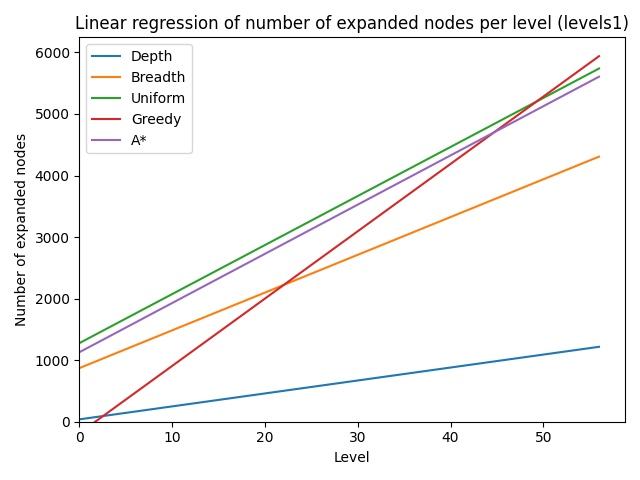 Linear regression of number of expanded nodes per level (levels1)
Depth
Breadth
Uniform
Greedy
A*
Number of expanded nodes
6000
5000
4000
3000
2000
1000
0
0 10 20 30 40 50
Level